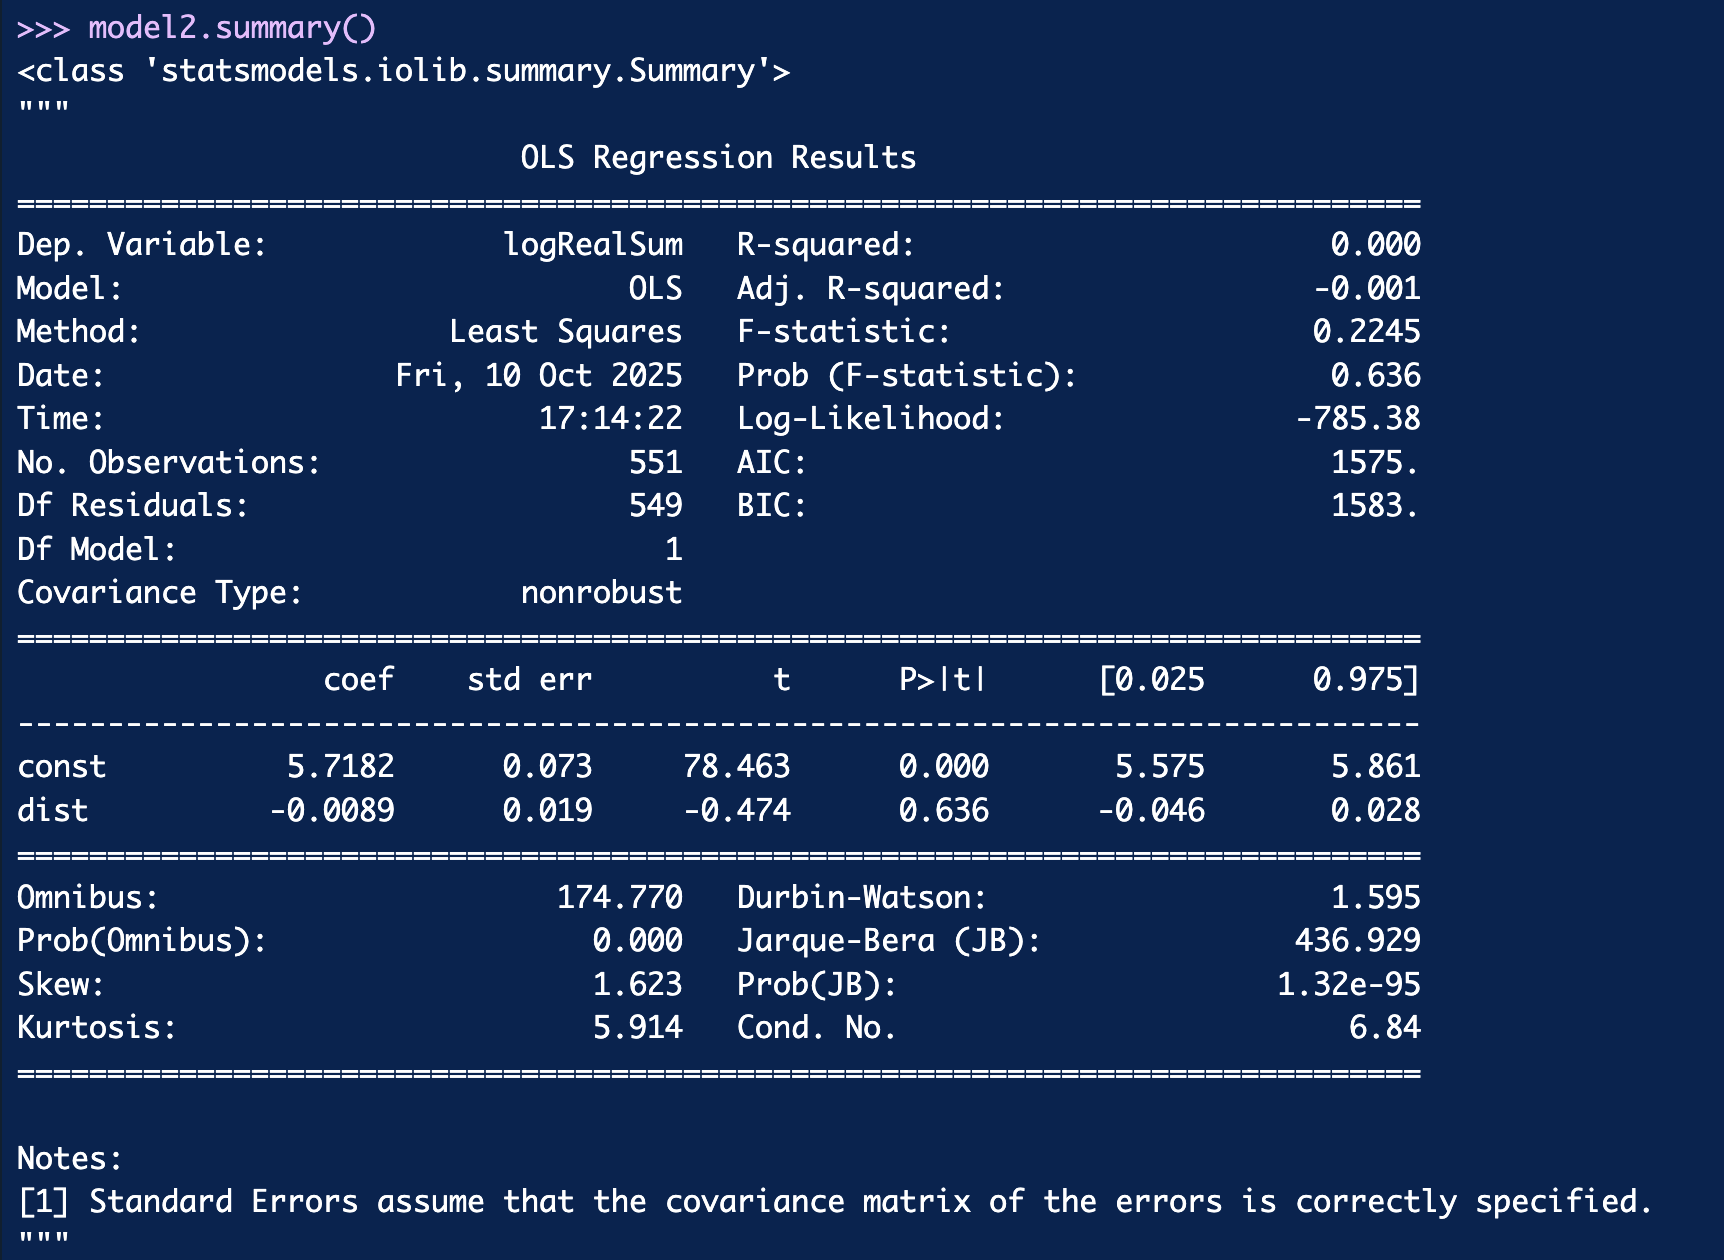 >>> model2.summary()
<class 'statsmodels.iolib.summary.Summary'>
"""
                            OLS Regression Results
==============================================================================
Dep. Variable:             logRealSum   R-squared:                       0.000
Model:                            OLS   Adj. R-squared:                 -0.001
Method:                 Least Squares   F-statistic:                    0.2245
Date:                Fri, 10 Oct 2025   Prob (F-statistic):              0.636
Time:                        17:14:22   Log-Likelihood:                -785.38
No. Observations:                 551   AIC:                             1575.
Df Residuals:                     549   BIC:                             1583.
Df Model:                           1
Covariance Type:            nonrobust
==============================================================================
                 coef    std err          t      P>|t|      [0.025      0.975]
------------------------------------------------------------------------------
const          5.7182      0.073     78.463      0.000       5.575       5.861
dist          -0.0089      0.019     -0.474      0.636      -0.046       0.028
==============================================================================
Omnibus:                      174.770   Durbin-Watson:                   1.595
Prob(Omnibus):                  0.000   Jarque-Bera (JB):              436.929
Skew:                           1.623   Prob(JB):                     1.32e-95
Kurtosis:                       5.914   Cond. No.                         6.84
==============================================================================

Notes:
[1] Standard Errors assume that the covariance matrix of the errors is correctly specified.
"""